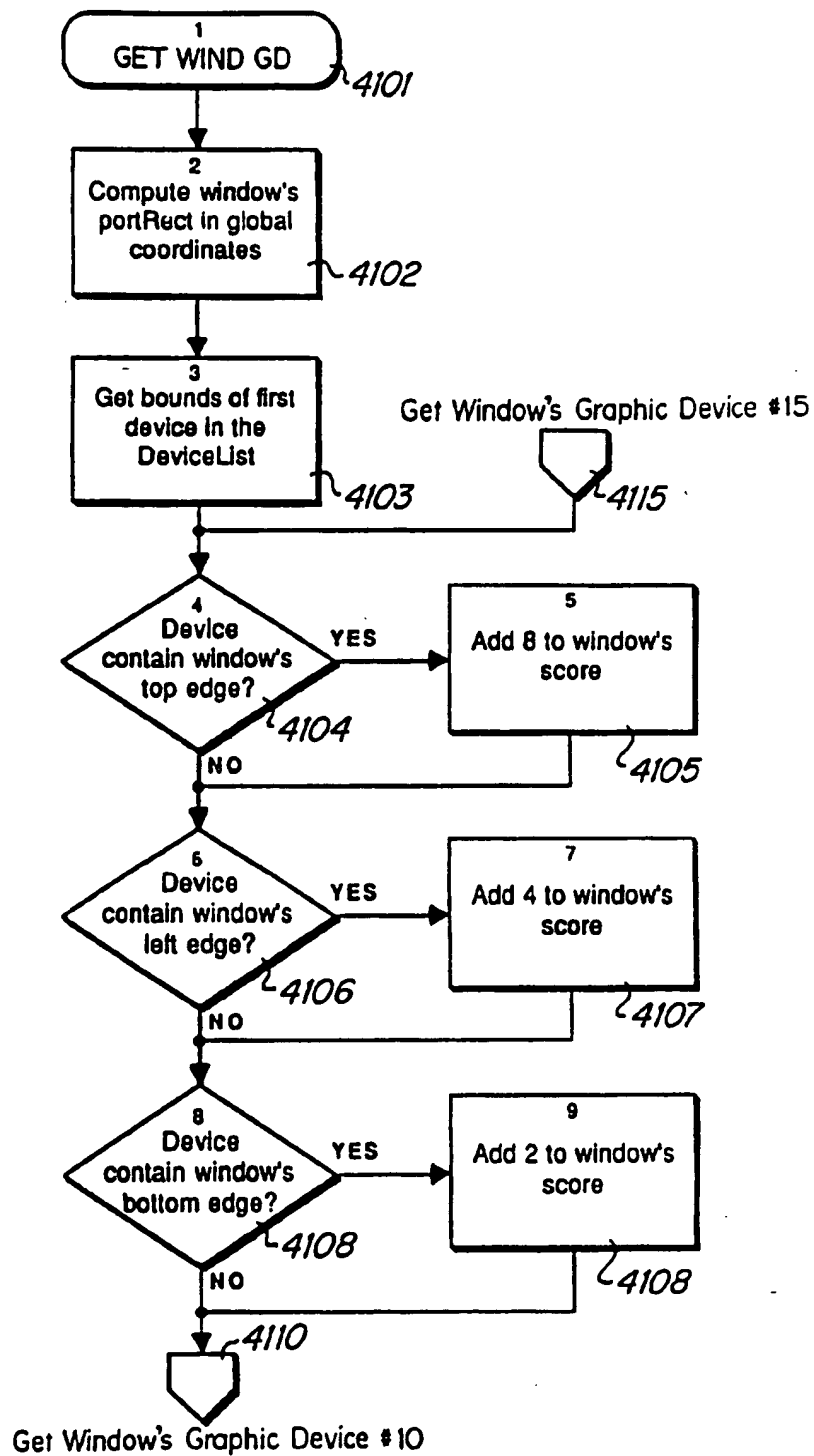 1
GET WIND GD
4101
2
Compute window's
portRect in global
coordinates
4102
3
Get bounds of first
device in the
DeviceList
4103
Get Window's Graphic Device #15
4115
4
Device
contain window's
top edge?
4104
YES
NO
5
Add 8 to window's
score
4105
6
Device
contain window's
left edge?
4106
YES
NO
7
Add 4 to window's
score
4107
8
Device
contain window's
bottom edge?
4108
YES
NO
9
Add 2 to window's
score
4108
4110
Get Window's Graphic Device #10